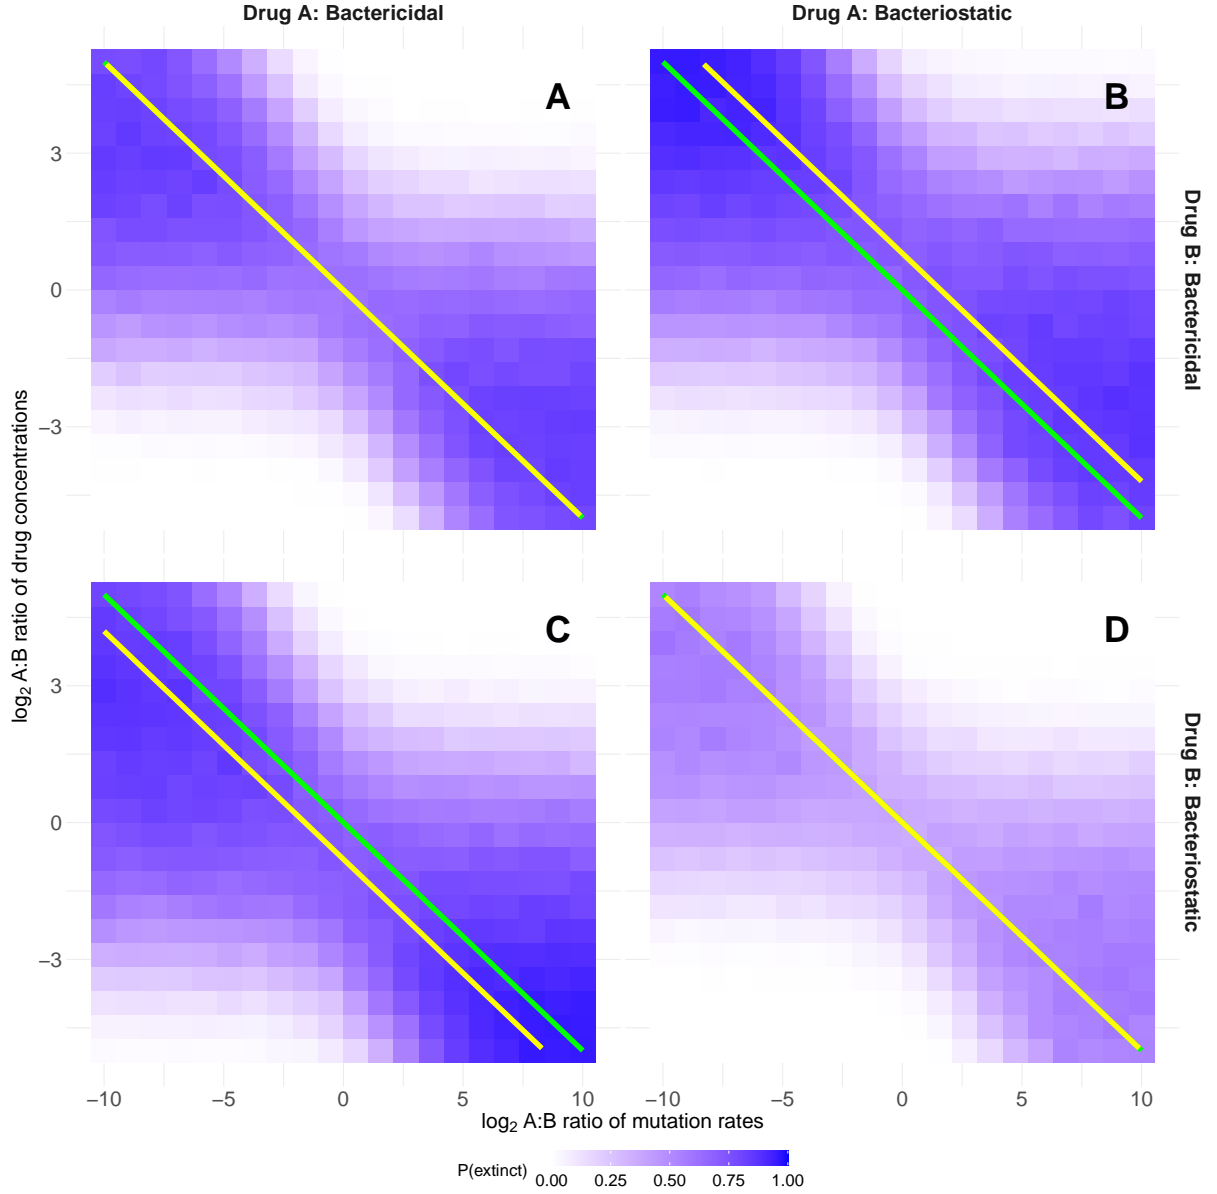 Drug A: Bactericidal
Drug A: Bacteriostatic
A
B
3
0
−3
Drug B: Bactericidal
log2 A:B ratio of drug concentrations
C
D
3
0
−3
Drug B: Bacteriostatic
−10 −5 0 5 10
−10 −5 0 5 10
log2 A:B ratio of mutation rates
P(extinct)
0.00 0.25 0.50 0.75 1.00